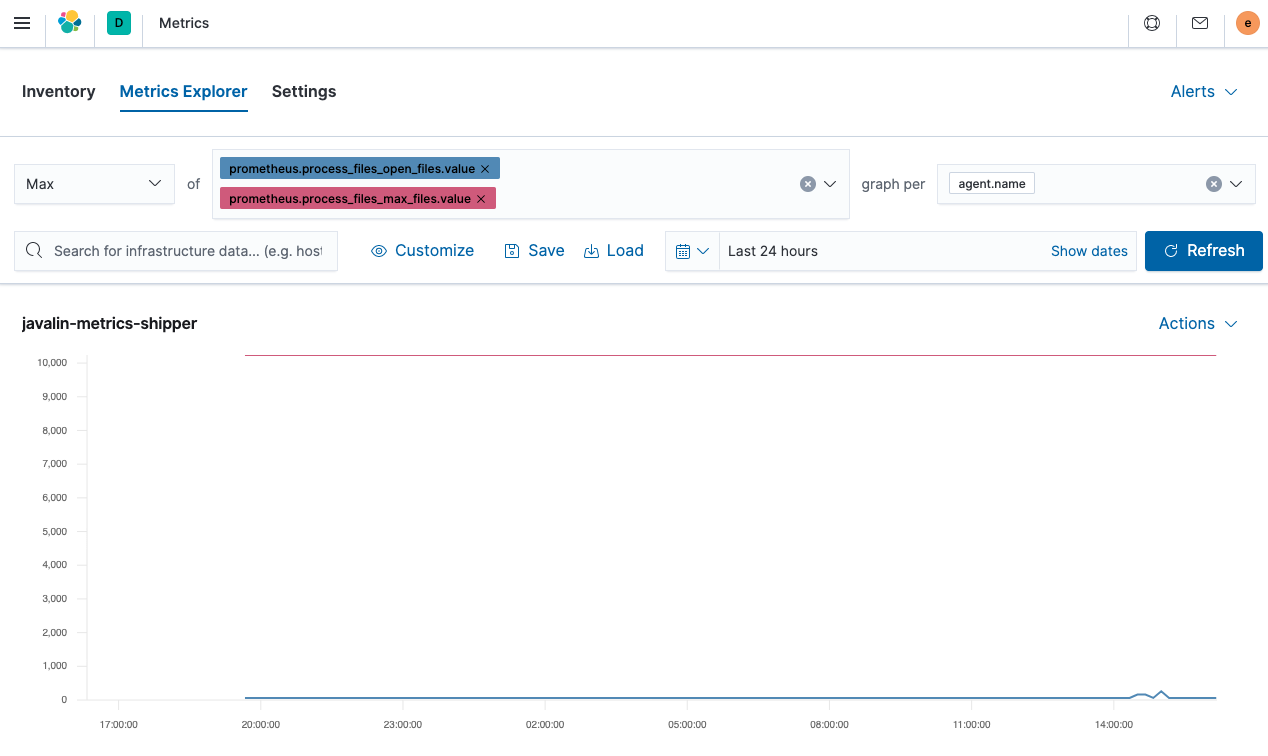 D Metrics e
Inventory Metrics Explorer Settings Alerts
Max of prometheus.process_files_open_files.value × graph per agent.name
prometheus.process_files_max_files.value ×
Search for infrastructure data... (e.g. host Customize Save Load Last 24 hours Show dates Refresh
javalin-metrics-shipper Actions
10,000
9,000
8,000
7,000
6,000
5,000
4,000
3,000
2,000
1,000
0
17:00:00 20:00:00 23:00:00 02:00:00 05:00:00 08:00:00 11:00:00 14:00:00